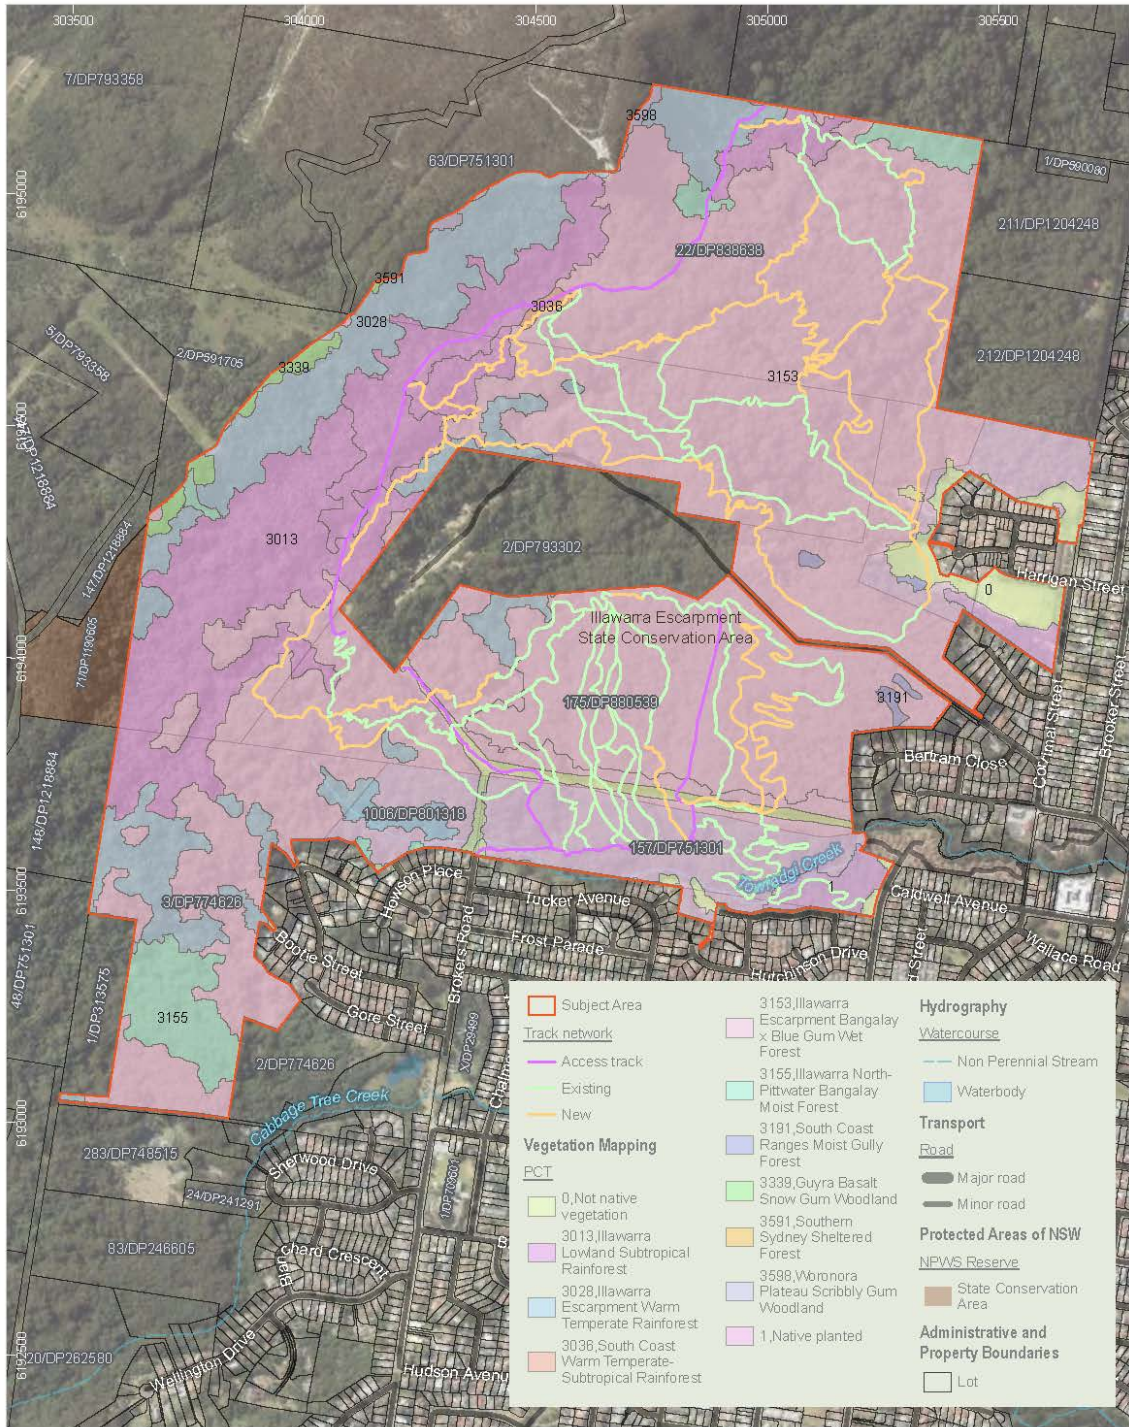 303500
304000
304500
305000
305500
7/DP793358
3598
63/DP751301
1/DP590080
6195000
211/DP1204248
22/DP838638
3591
3036
3028
5/DP793358
2/DP591705
3339
212/DP1204248
3153
6194500
3013
2/DP793302
147/DP1218884
Harrigan Street
0
Illawarra Escarpment
State Conservation Area
71/DP1190605
6194000
175/DP880539
3191
Corrimal Street
Brooker Street
Bertram Close
148/DP1218884
1006/DP801318
157/DP751301
Towradgi Creek
1
6193500
3/DP774626
Howson Place
Tucker Avenue
Caldwell Avenue
Brokers Road
Frost Parade
Wallace Road
Boorie Street
Hutchinson Drive
48/DP751301
1/DP313575
Gore Street
3155
X/DP29499
2/DP774626
6193000
Cabbage Tree Creek
283/DP748515
Sherwood Drive
24/DP241291
1/DP709601
83/DP246605
20/DP262580
Wellington Drive
Hudson Avenue
6192500
Subject Area
Track network
Access track
Existing
New
Vegetation Mapping
PCT
0,Not native
vegetation
3013,Illawarra
Lowland Subtropical
Rainforest
3028,Illawarra
Escarpment Warm
Temperate Rainforest
3036,South Coast
Warm Temperate-
Subtropical Rainforest
3153,Illawarra
Escarpment Bangalay
x Blue Gum Wet
Forest
3155,Illawarra North-
Pittwater Bangalay
Moist Forest
3191,South Coast
Ranges Moist Gully
Forest
3339,Guyra Basalt
Snow Gum Woodland
3591,Southern
Sydney Sheltered
Forest
3598,Woronora
Plateau Scribbly Gum
Woodland
1,Native planted
Hydrography
Watercourse
Non Perennial Stream
Waterbody
Transport
Road
Major road
Minor road
Protected Areas of NSW
NPWS Reserve
State Conservation
Area
Administrative and
Property Boundaries
Lot